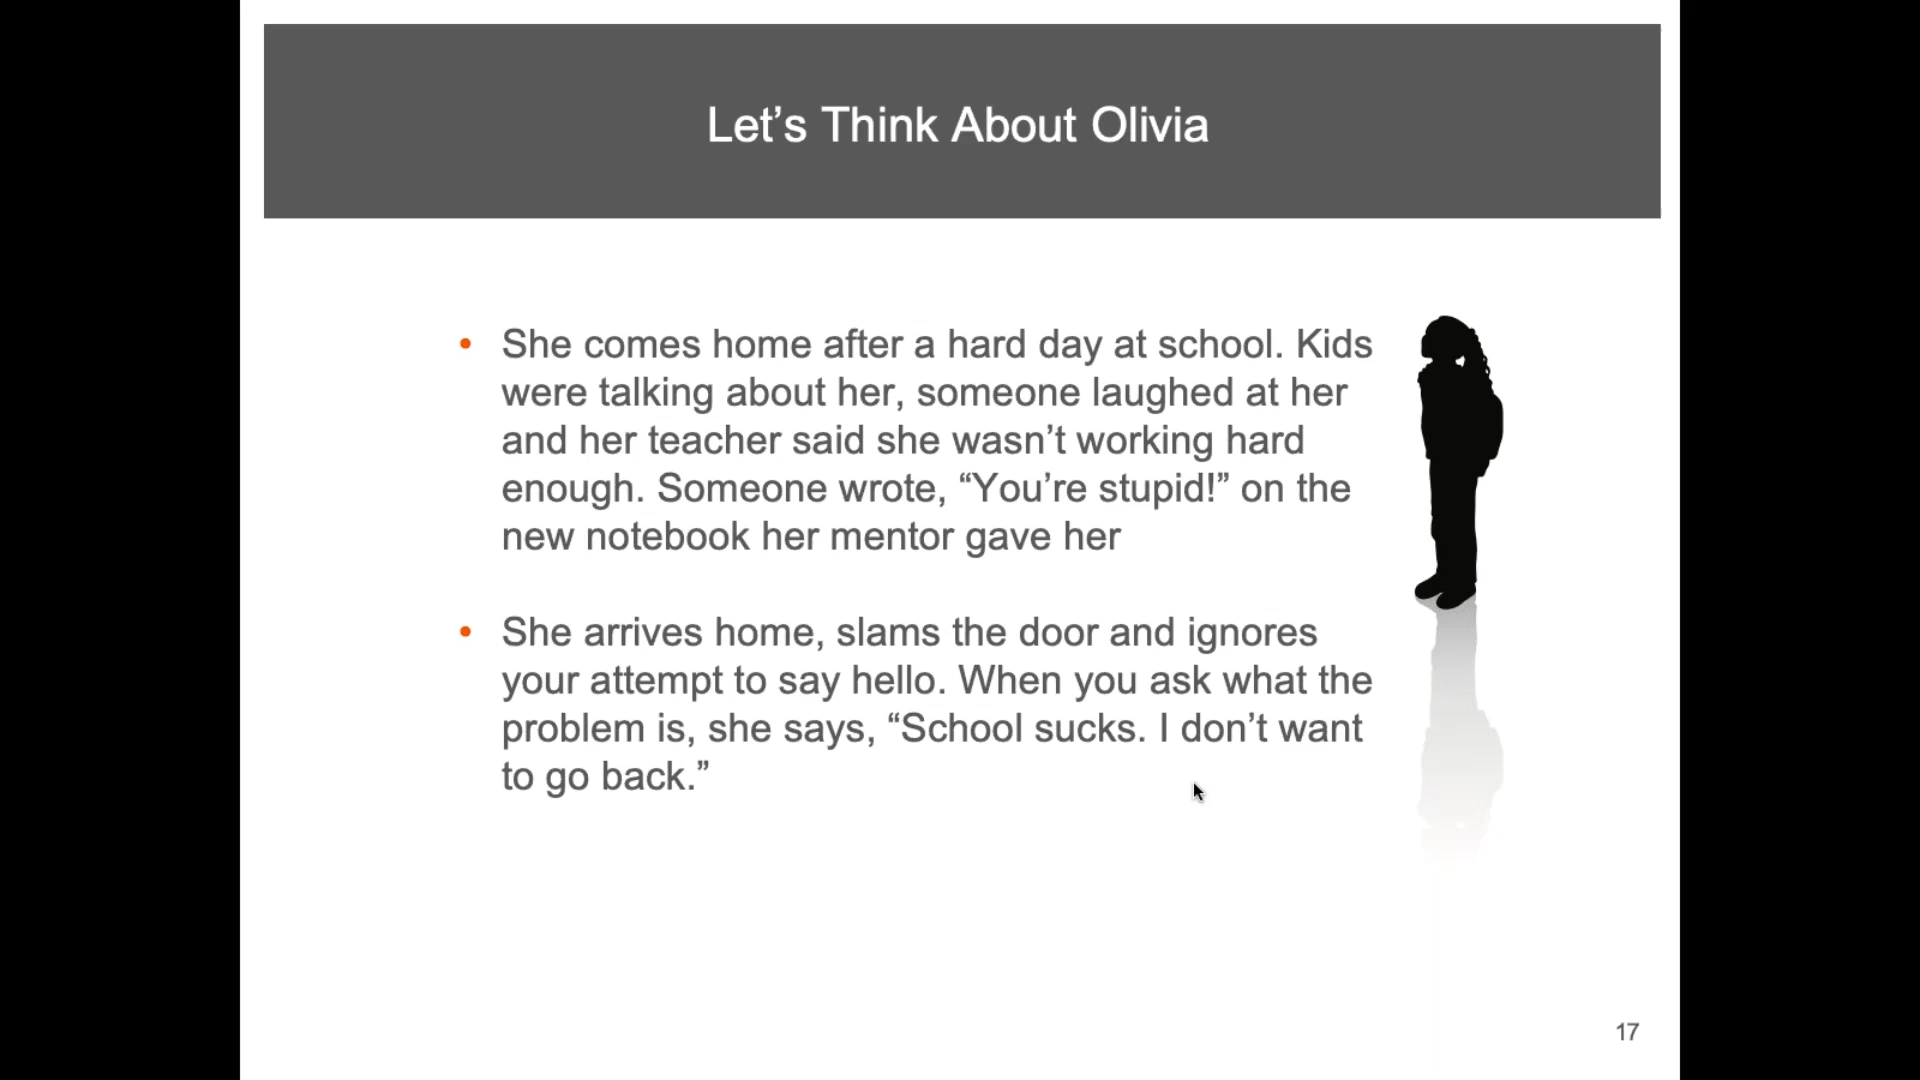 Let’s Think About Olivia
• She comes home after a hard day at school. Kids
were talking about her, someone laughed at her
and her teacher said she wasn’t working hard
enough. Someone wrote, “You’re stupid!” on the
new notebook her mentor gave her
• She arrives home, slams the door and ignores
your attempt to say hello. When you ask what the
problem is, she says, “School sucks. I don’t want
to go back.”
17